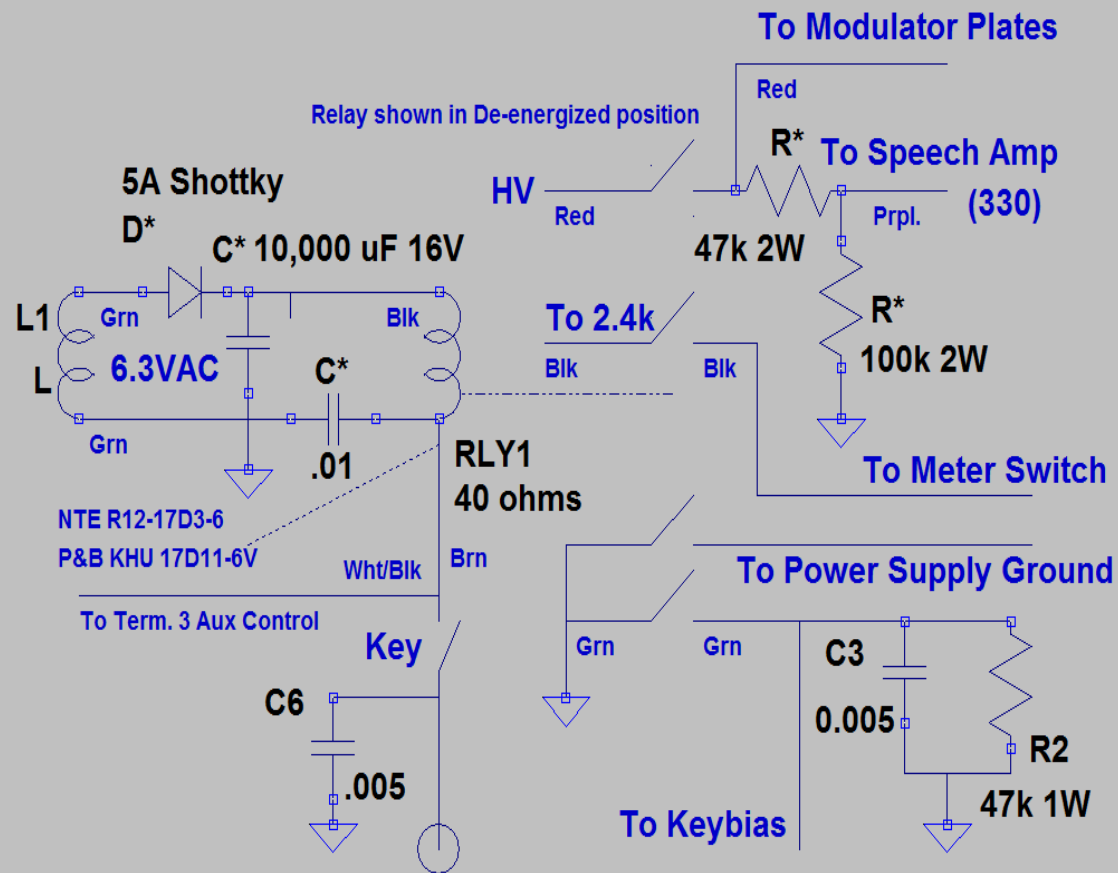 To Modulator Plates
Red
Relay shown in De-energized position
R*
To Speech Amp
(330)
5A Shottky
D*
HV
Red
Prpl.
C* 10,000 uF 16V
47k 2W
L1
Grn
Blk
To 2.4k
R*
100k 2W
L
6.3VAC
C*
Blk
Blk
Grn
.01
RLY1
40 ohms
To Meter Switch
NTE R12-17D3-6
P&B KHU 17D11-6V
Wht/Blk
Brn
To Power Supply Ground
To Term. 3 Aux Control
Key
Grn
Grn
C3
0.005
C6
.005
R2
47k 1W
To Keybias